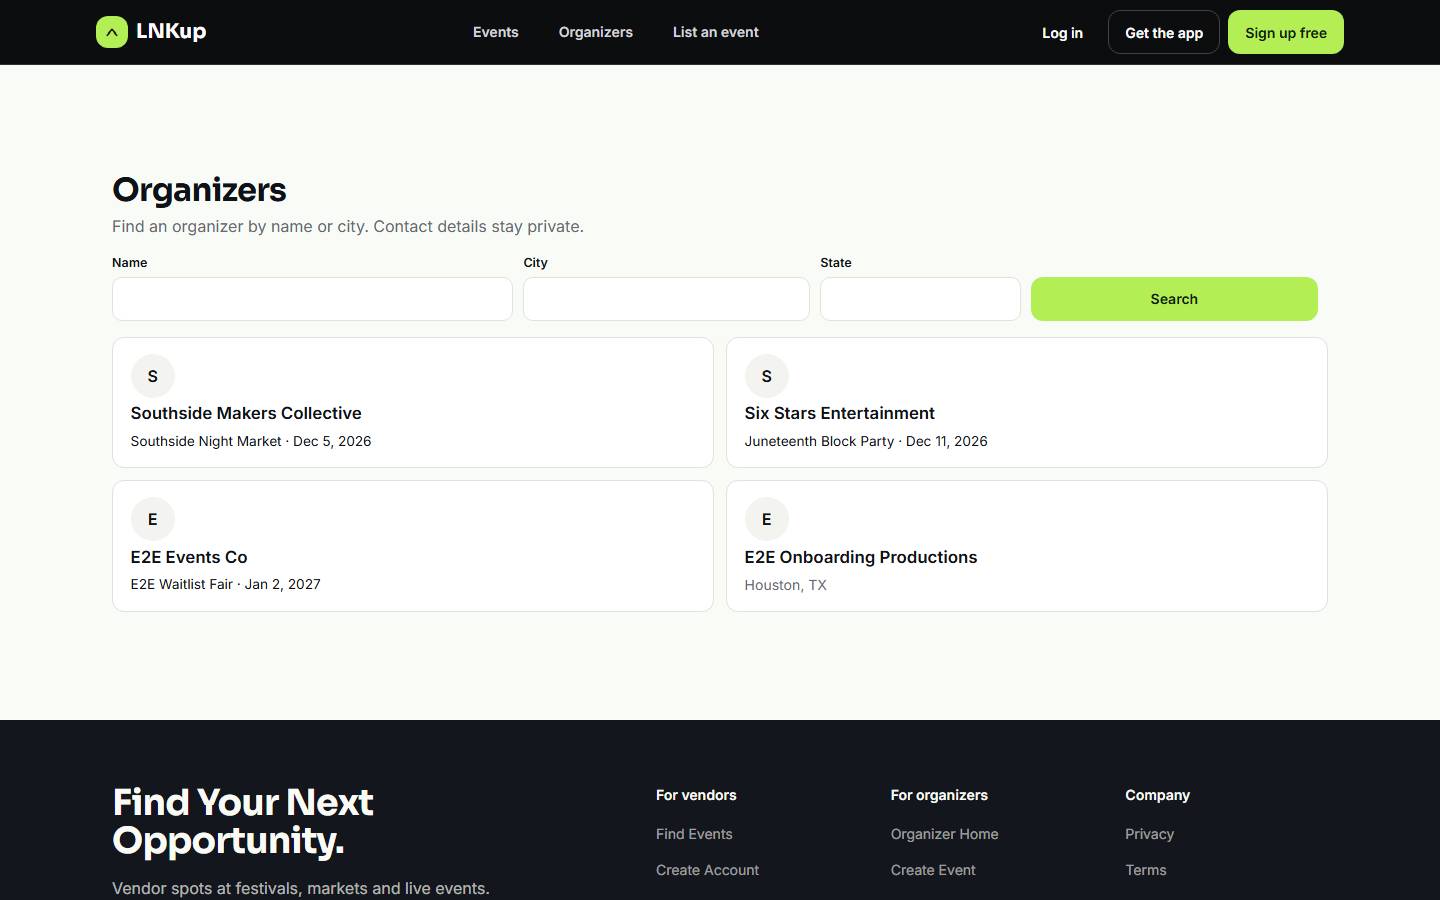 LNKup
Events
Organizers
List an event
Log in
Get the app
Sign up free
Organizers
Find an organizer by name or city. Contact details stay private.
Name
City
State
Search
S
Southside Makers Collective
Southside Night Market · Dec 5, 2026
S
Six Stars Entertainment
Juneteenth Block Party · Dec 11, 2026
E
E2E Events Co
E2E Waitlist Fair · Jan 2, 2027
E
E2E Onboarding Productions
Houston, TX
Find Your Next
Opportunity.
Vendor spots at festivals, markets and live events.
For vendors
Find Events
Create Account
For organizers
Organizer Home
Create Event
Company
Privacy
Terms